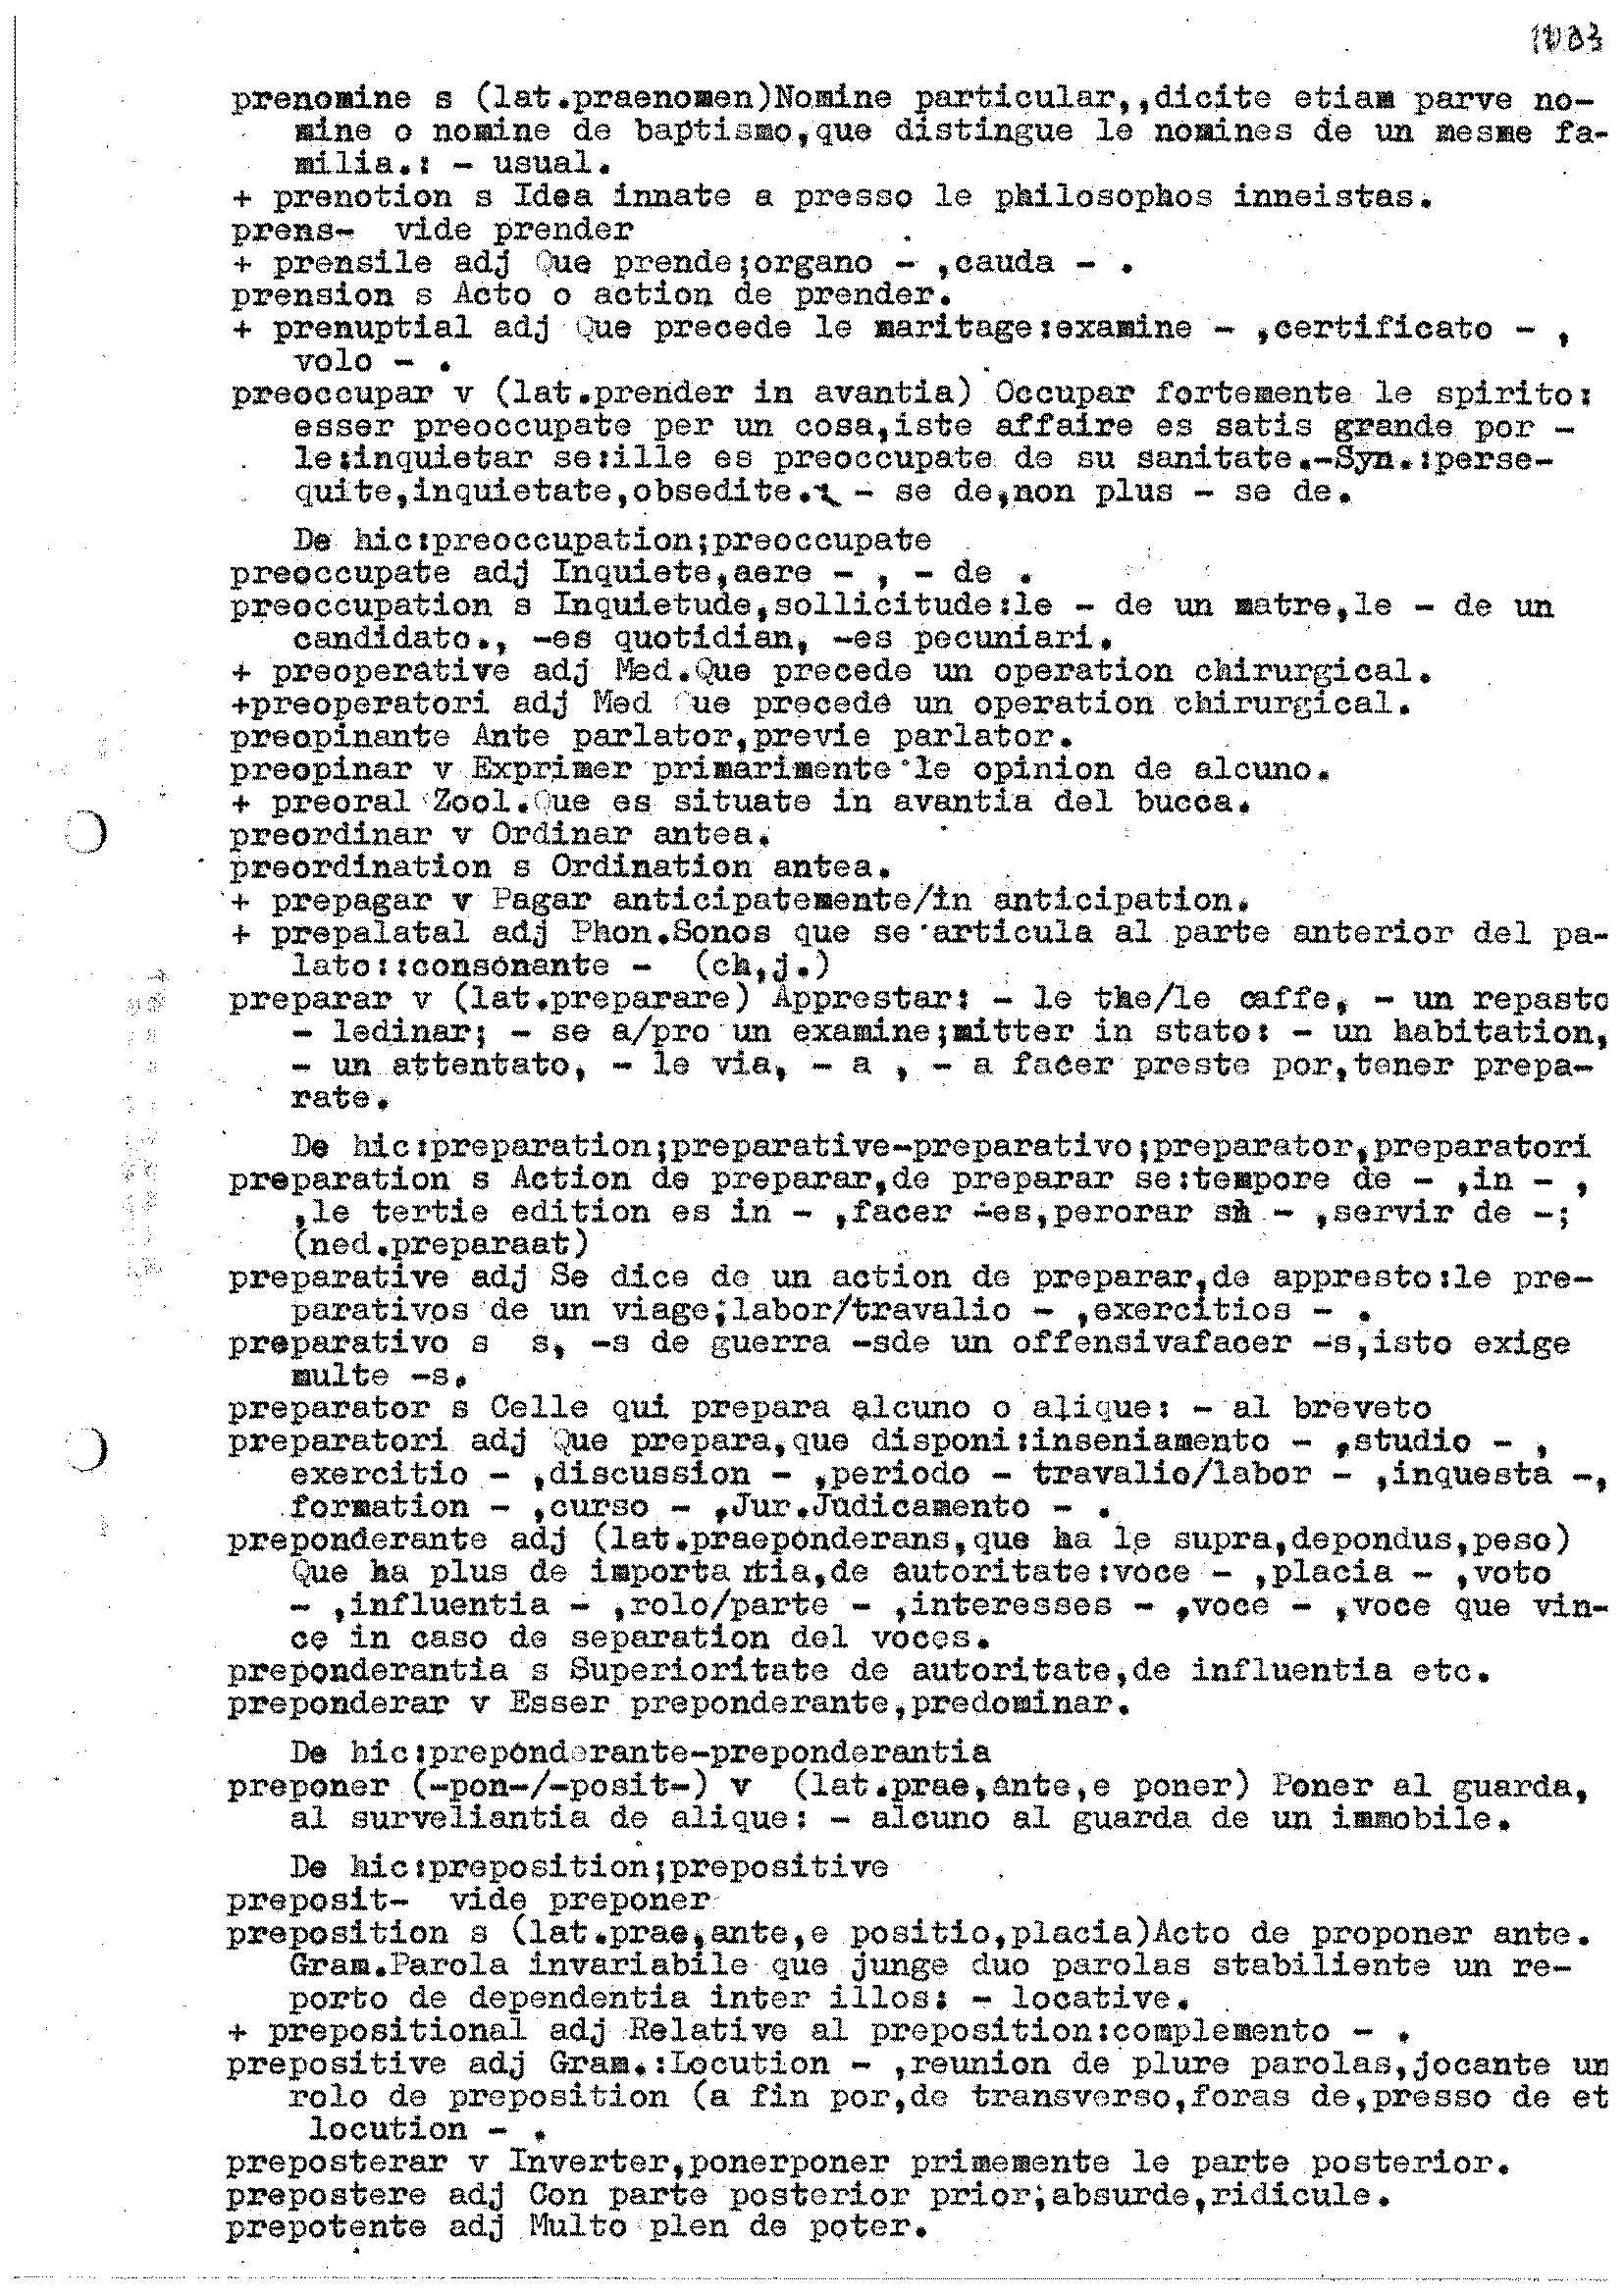 prenomine s (lat.praenomen)Nomine particular,,dicite etiam parve no-
mine o nomine de baptismo,que distingue le nomines de un mesme fa-
milia.: - usual.
+ prenotion s Idea innate a presso le philosophos inneistas.
prens- vide prender
+ prensile adj Que prende;organo - ,cauda - .
prension s Acto o action de prender.
+ prenuptial adj Que precede le maritage:examine - ,certificato - ,
volo - .
preoccupar v (lat.prender in avantia) Occupar fortemente le spirito:
esser preoccupate per un cosa,iste affaire es satis grande por -
le:inquietar se:ille es preoccupate de su sanitate.-Syn.:perse-
quite,inquietate,obsedite. - se de,non plus - se de.
De hic:preoccupation;preoccupate
preoccupate adj Inquiete,aere - , - de .
preoccupation s Inquietude,sollicitude:le - de un matre,le - de un
candidato., -es quotidian, -es pecuniari.
+ preoperative adj Med.Que precede un operation chirurgical.
+preoperatori adj Med Que precede un operation chirurgical.
preopinante Ante parlator,previe parlator.
preopinar v Exprimer primarimente le opinion de alcuno.
+ preoral Zool.Que es situate in avantia del bucca.
preordinar v Ordinar antea.
preordination s Ordination antea.
+ prepagar v Pagar anticipatemente/in anticipation.
+ prepalatal adj Phon.Sonos que se articula al parte anterior del pa-
lato::consonante - (ch,j.)
preparar v (lat.preparare) Apprestar: - le the/le caffe, - un repasto
- ledinar; - se a/pro un examine;mitter in stato: - un habitation,
- un attentato, - le via, - a , - a facer preste por,tener prepa-
rate.
De hic:preparation;preparative-preparativo;preparator,preparatori
preparation s Action de preparar,de preparar se:tempore de - ,in - ,
,le tertie edition es in - ,facer -es,perorar - ,servir de -;
(ned.preparaat)
preparative adj Se dice de un action de preparar,de appresto:le pre-
parativos de un viage;labor/travalio - ,exercitios - .
preparativo s s, -s de guerra -sde un offensivafacer -s,isto exige
multe -s.
preparator s Celle qui prepara alcuno o alique: - al breveto
preparatori adj Que prepara,que disponi:inseniamento - ,studio - ,
exercitio - ,discussion - ,periodo - travalio/labor - ,inquesta -,
formation - ,curso - ,Jur.Judicamento - .
preponderante adj (lat.praeponderans,que ha le supra,depondus,peso)
Que ha plus de importa ntia,de autoritate:voce - ,placia - ,voto
- ,influentia - ,rolo/parte - ,interesses - ,voce - ,voce que vin-
ce in caso de separation del voces.
preponderantia s Superioritate de autoritate,de influentia etc.
preponderar v Esser preponderante,predominar.
De hic:preponderante-preponderantia
preponer (-pon-/-posit-) v (lat.prae,ante,e poner) Poner al guarda,
al surveliantia de alique: - alcuno al guarda de un immobile.
De hic:preposition;prepositive
preposit- vide preponer
preposition s (lat.prae,ante,e positio,placia)Acto de proponer ante.
Gram.Parola invariabile que junge duo parolas stabiliente un re-
porto de dependentia inter illos: - locative.
+ prepositional adj Relative al preposition:complemento - .
prepositive adj Gram.:Locution - ,reunion de plure parolas,jocante un
rolo de preposition (a fin por,de transverso,foras de,presso de et
locution - .
preposterar v Inverter,ponerponer primemente le parte posterior.
prepostere adj Con parte posterior prior;absurde,ridicule.
prepotente adj Multo plen de poter.